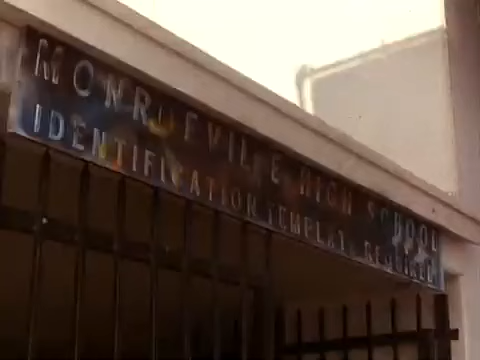 MONROEVILLE HIGH SCHOOL
IDENTIFICATION TEMPLATE REQUIRED